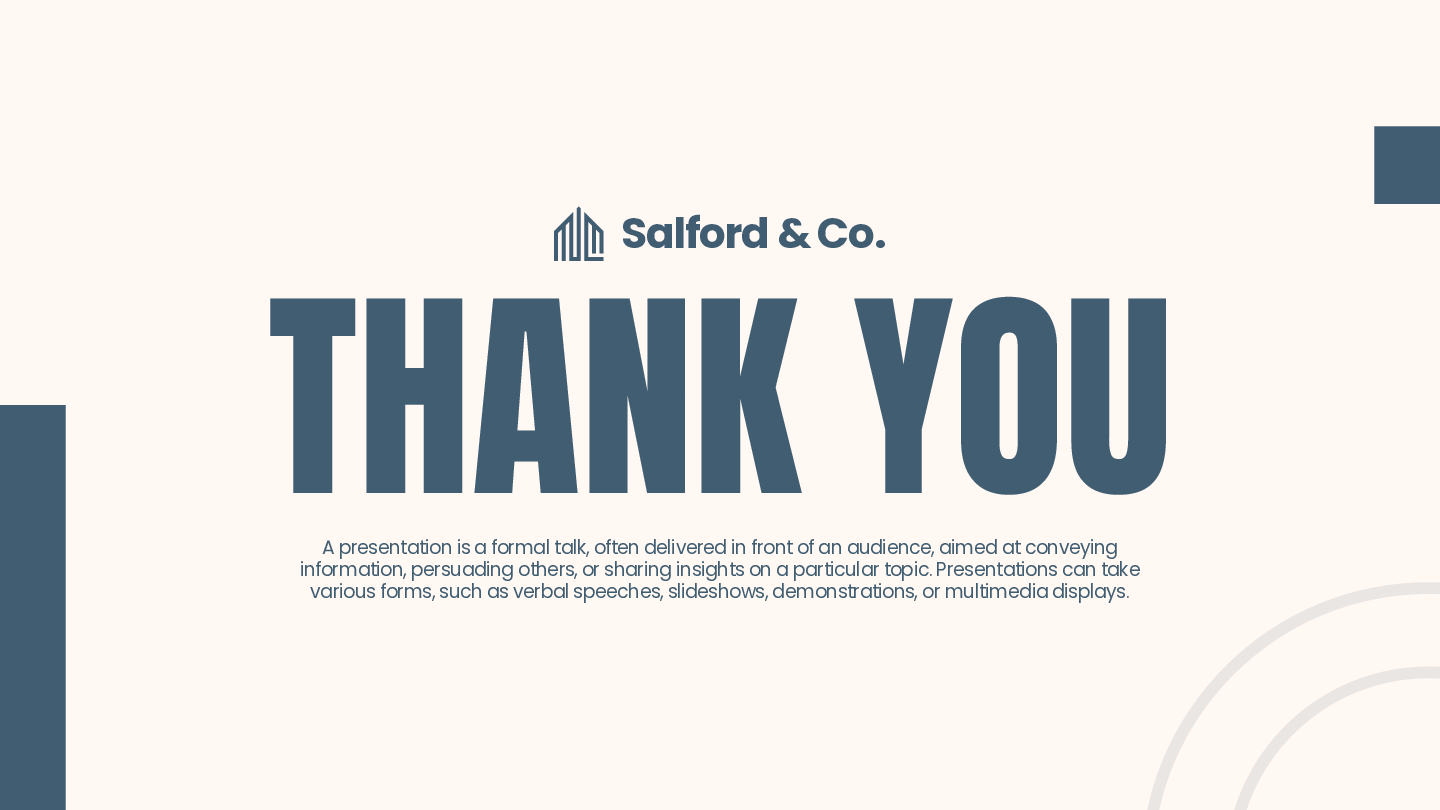 Salford & Co.
THANK YOU
A presentation is a formal talk, often delivered in front of an audience, aimed at conveying
information, persuading others, or sharing insights on a particular topic. Presentations can take
various forms, such as verbal speeches, slideshows, demonstrations, or multimedia displays.